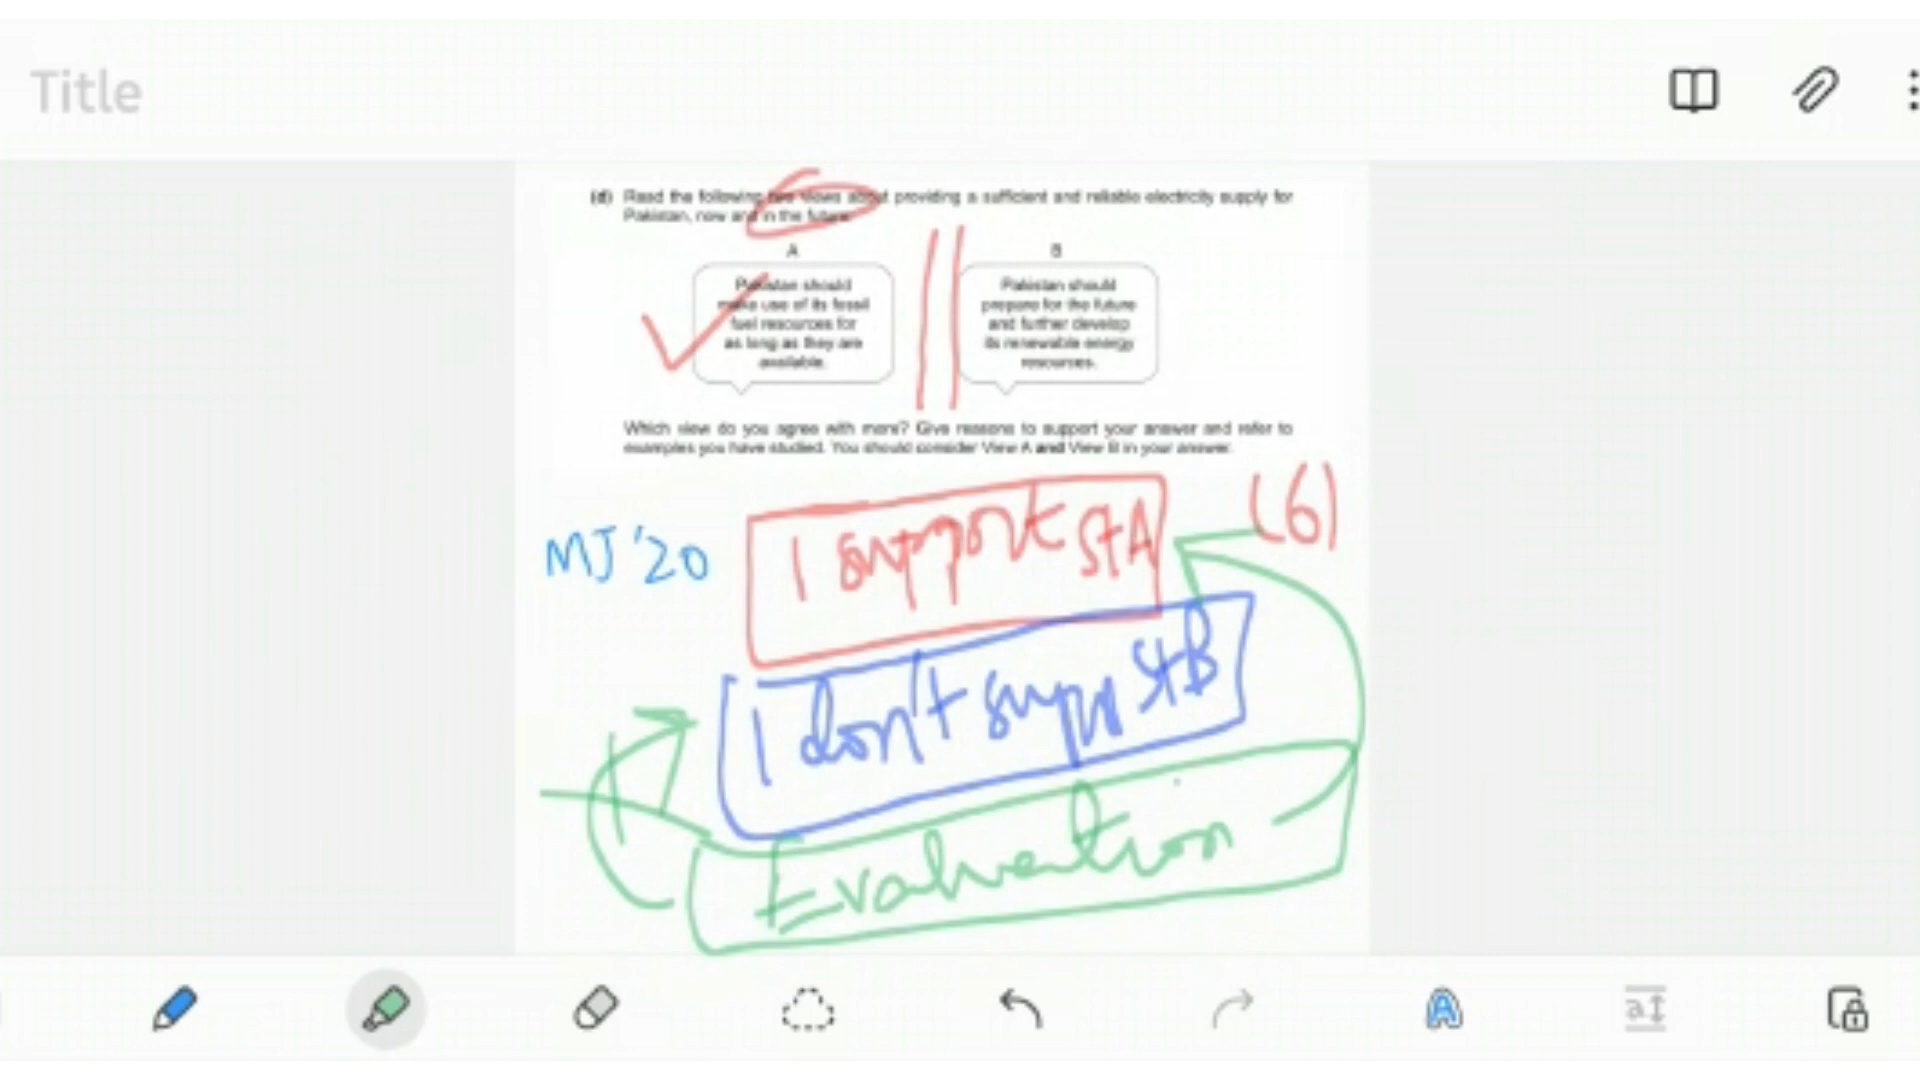 Title
(d) Read the following two views about providing a sufficient and reliable electricity supply for
Pakistan, now and in the future.
A
B
Pakistan should
make use of its fossil
fuel resources for
as long as they are
available.
Pakistan should
prepare for the future
and further develop
its renewable energy
resources.
Which view do you agree with more? Give reasons to support your answer and refer to
examples you have studied. You should consider View A and View B in your answer.
(6)
MJ '20
I support StA
I don't supp StB
Evaluation